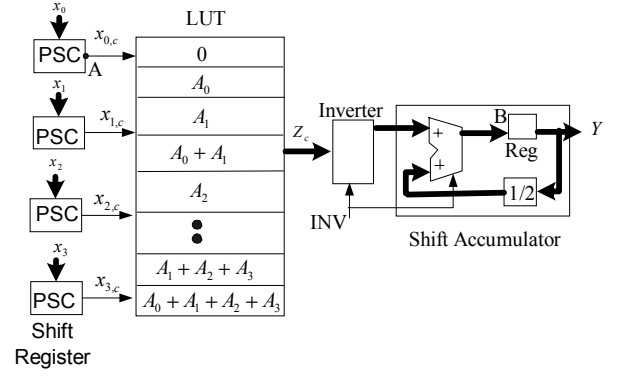 x₀
LUT
PSC
x₀,c
A
0
A₀
x₁
PSC
x₁,c
A₁
A₀ + A₁
x₂
PSC
x₂,c
A₂
x₃
PSC
x₃,c
A₁ + A₂ + A₃
A₀ + A₁ + A₂ + A₃
Shift
Register
Z_c
Inverter
INV
+
+
B
Reg
Y
1/2
Shift Accumulator